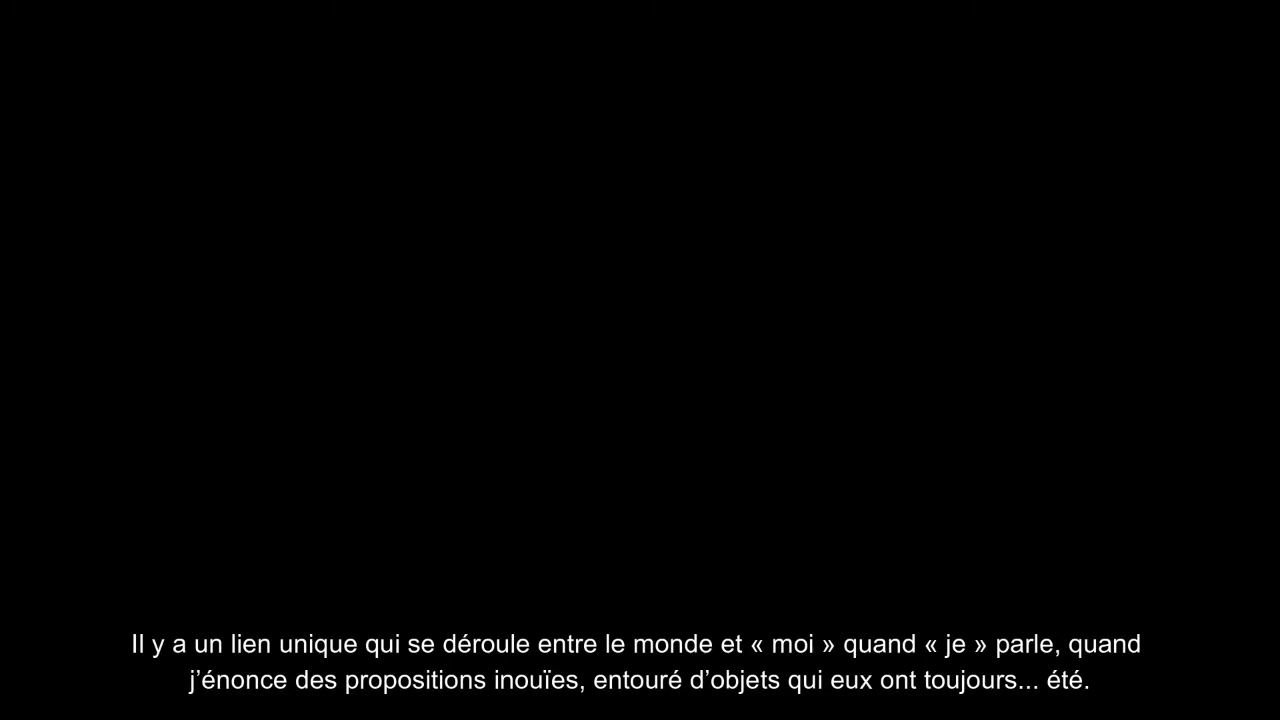 Il y a un lien unique qui se déroule entre le monde et « moi » quand « je » parle, quand
j’énonce des propositions inouïes, entouré d’objets qui eux ont toujours... été.